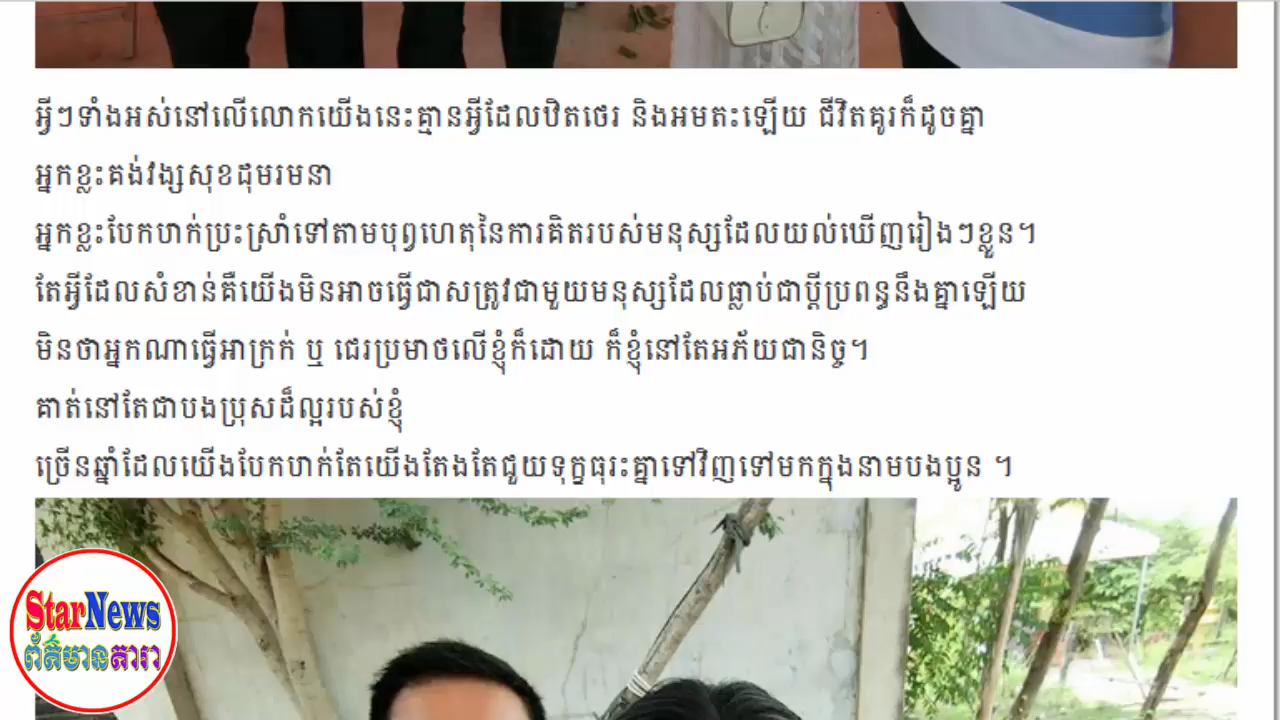 អ្វីៗទាំងអស់នៅលើលោកយើងនេះគ្មានអ្វីដែលឋិតថេរ និងអមតះឡើយ ជីវិតគូរក៏ដូចគ្នា
អ្នកខ្លះគង់វង្សសុខដុមរមនា
អ្នកខ្លះបែកបាក់ប្រះស្រាំទៅតាមបុព្វហេតុនៃការគិតរបស់មនុស្សដែលយល់ឃើញរៀងៗខ្លួន។
តែអ្វីដែលសំខាន់គឺយើងមិនអាចធ្វើជាសត្រូវជាមួយមនុស្សដែលធ្លាប់ជាប្តីប្រពន្ធនឹងគ្នាឡើយ
មិនថាអ្នកណាធ្វើអាក្រក់ ឬ ជេរប្រមាថលើខ្ញុំក៏ដោយ ក៏ខ្ញុំនៅតែអភ័យជានិច្ច។
គាត់នៅតែជាបងប្រុសដ៏ល្អរបស់ខ្ញុំ
ច្រើនឆ្នាំដែលយើងបែកបាក់តែយើងតែងតែជួយទុក្ខធុរះគ្នាទៅវិញទៅមកក្នុងនាមបងប្អូន ។
StarNews
ព័ត៌មានតារា